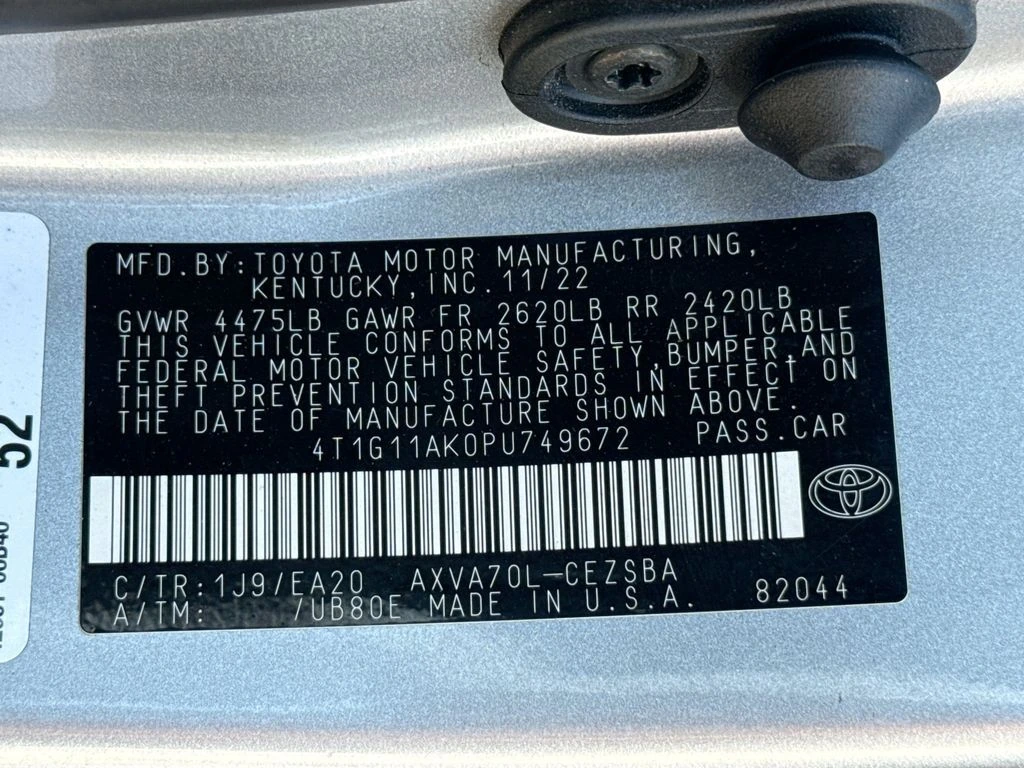 MFD.BY:TOYOTA MOTOR MANUFACTURING,
KENTUCKY,INC.11/22
GVWR 4475LB GAWR FR 2620LB RR 2420LB
THIS VEHICLE CONFORMS TO ALL APPLICABLE
FEDERAL MOTOR VEHICLE SAFETY,BUMPER,AND
THEFT PREVENTION STANDARDS IN EFFECT ON
THE DATE OF MANUFACTURE SHOWN ABOVE.
4T1G11AK0PU749672 PASS.CAR
C/TR:1J9/EA20 AXVA70L-CEZSBA
A/TM: /UB80E MADE IN U.S.A. 82044
52